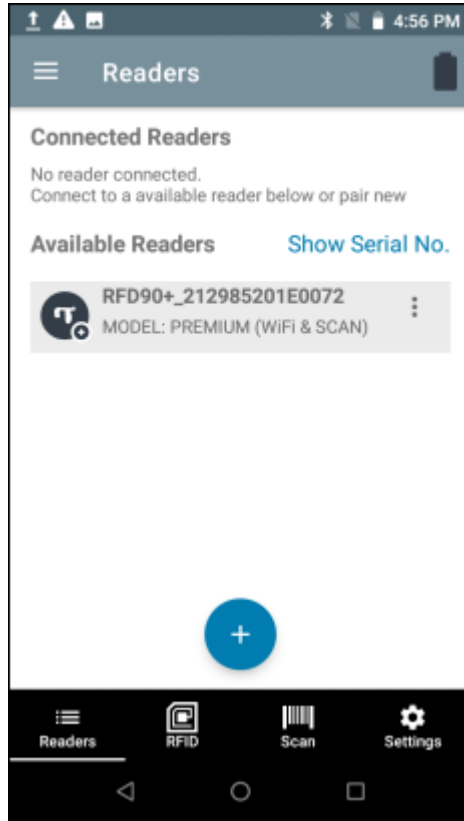 4:56 PM
Readers
Connected Readers
No reader connected.
Connect to a available reader below or pair new
Available Readers
Show Serial No.
RFD90+_212985201E0072
MODEL: PREMIUM (WiFi & SCAN)
+
Readers
RFID
Scan
Settings